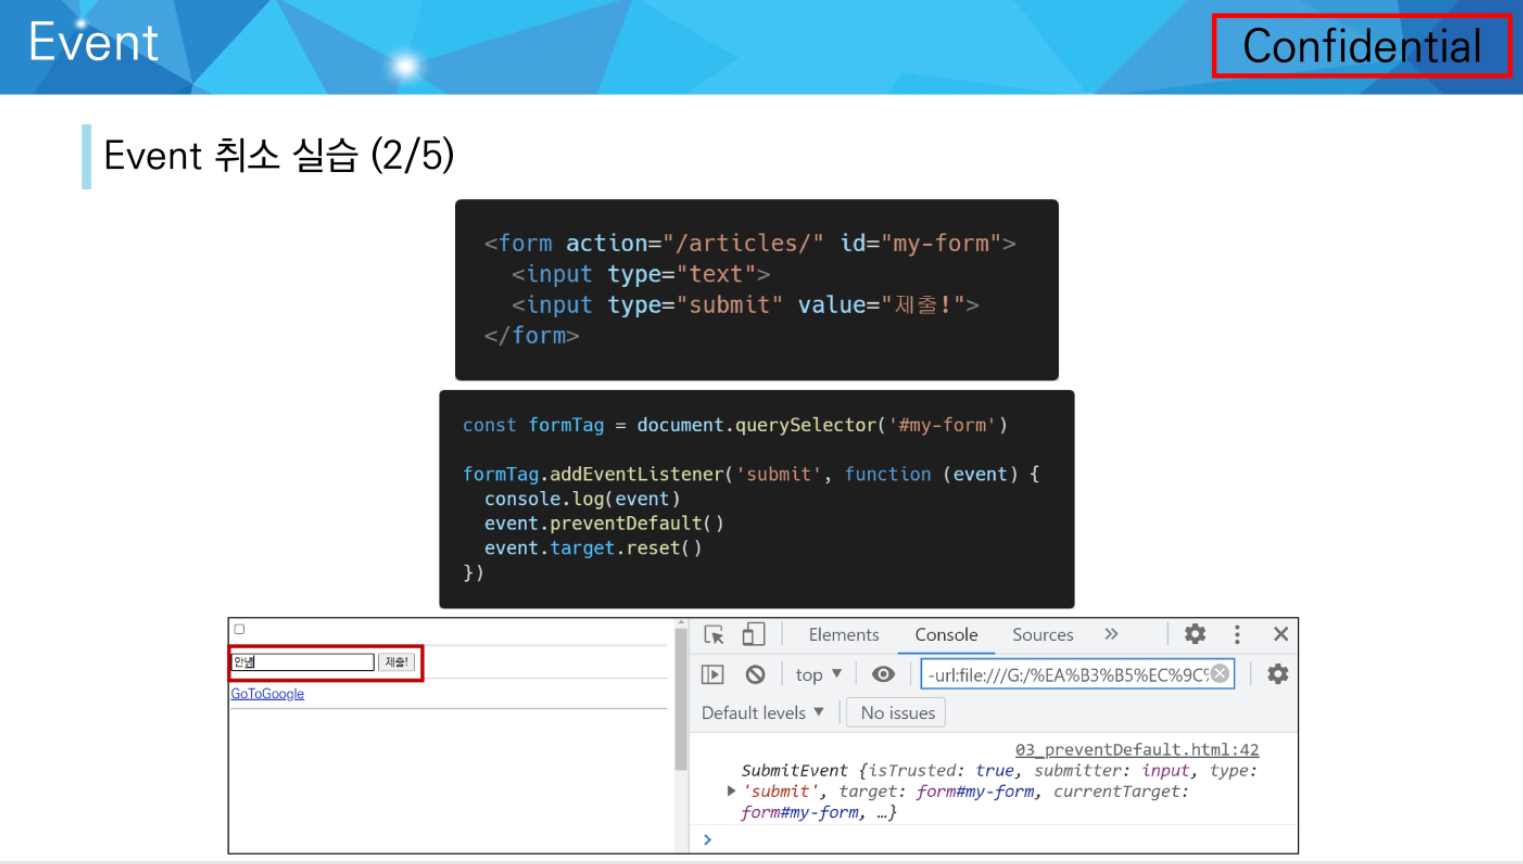 Event
Confidential
Event 취소 실습 (2/5)
<form action="/articles/" id="my-form">
<input type="text">
<input type="submit" value="제출!">
</form>
const formTag = document.querySelector('#my-form')
formTag.addEventListener('submit', function (event) {
console.log(event)
event.preventDefault()
event.target.reset()
})
안녕
제출!
GoToGoogle
Elements Console Sources »
top ▼
-url:file:///G:/%EA%B3%B5%EC%9C%
Default levels ▼ No issues
03_preventDefault.html:42
SubmitEvent {isTrusted: true, submitter: input, type:
▶ 'submit', target: form#my-form, currentTarget:
form#my-form, …}
>